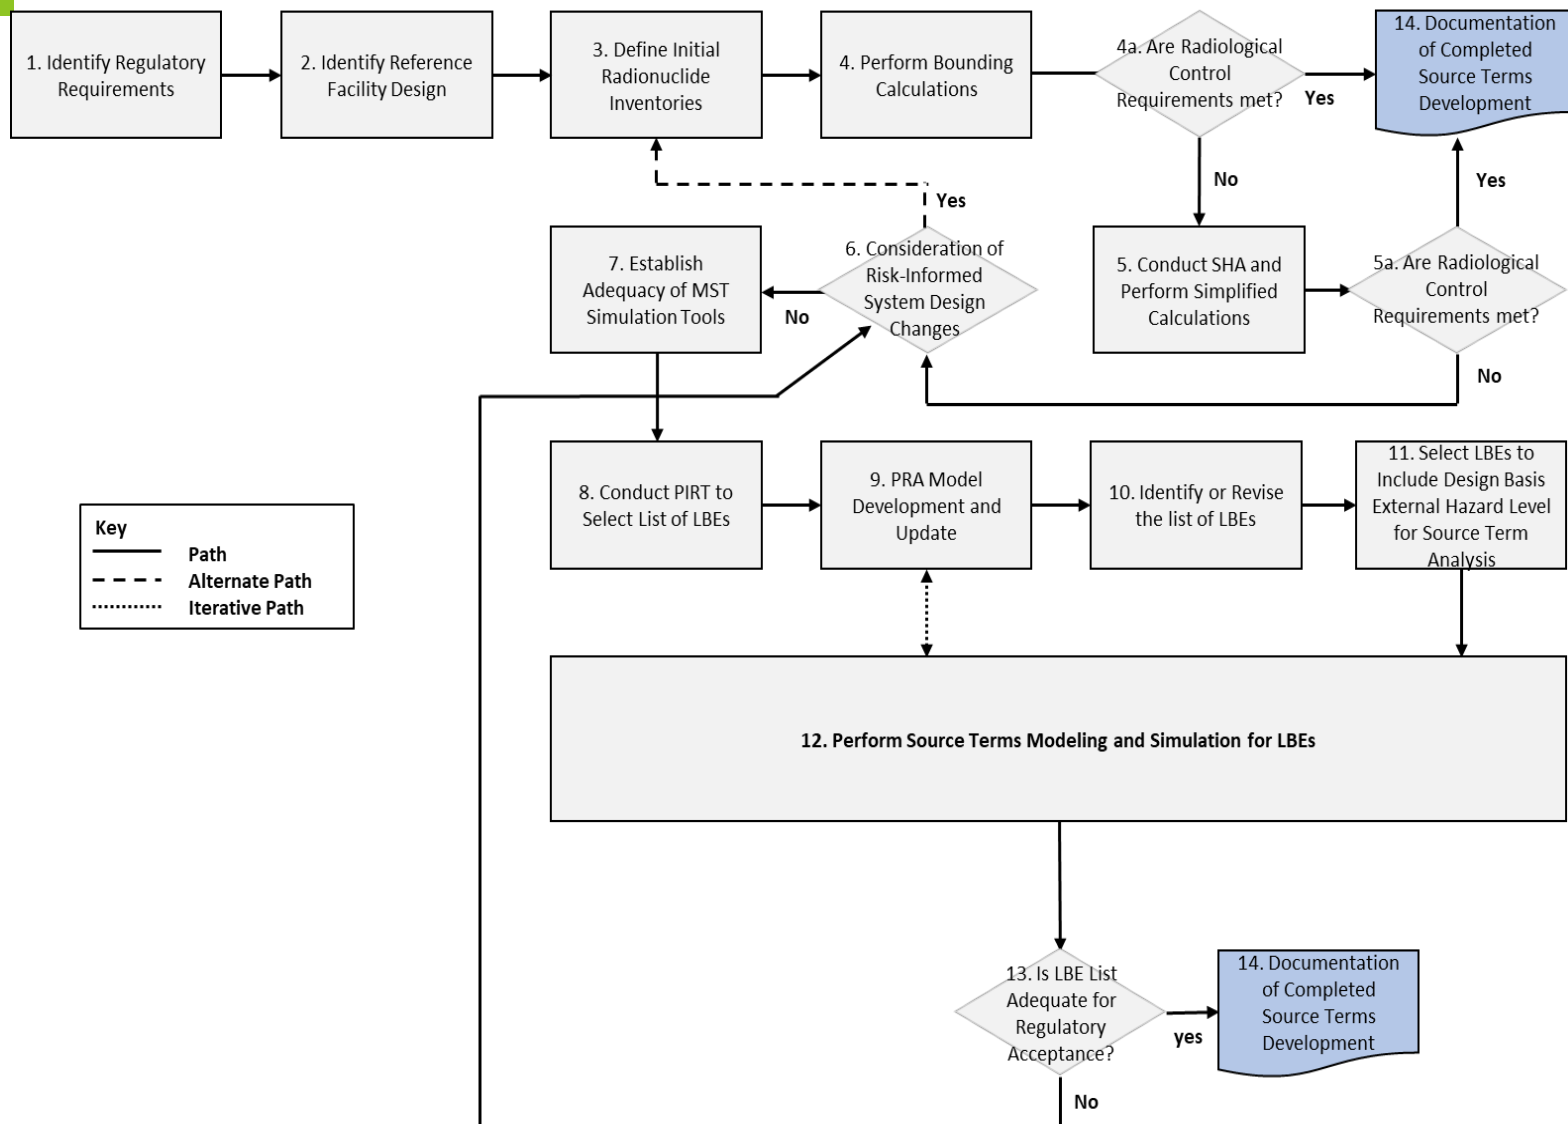 1. Identify Regulatory
Requirements
2. Identify Reference
Facility Design
3. Define Initial
Radionuclide
Inventories
4. Perform Bounding
Calculations
4a. Are Radiological
Control
Requirements met?
Yes
14. Documentation
of Completed
Source Terms
Development
No
Yes
Yes
7. Establish
Adequacy of MST
Simulation Tools
No
6. Consideration of
Risk-Informed
System Design
Changes
5. Conduct SHA and
Perform Simplified
Calculations
5a. Are Radiological
Control
Requirements met?
No
8. Conduct PIRT to
Select List of LBEs
9. PRA Model
Development and
Update
10. Identify or Revise
the list of LBEs
11. Select LBEs to
Include Design Basis
External Hazard Level
for Source Term
Analysis
Key
Path
Alternate Path
Iterative Path
12. Perform Source Terms Modeling and Simulation for LBEs
13. Is LBE List
Adequate for
Regulatory
Acceptance?
yes
14. Documentation
of Completed
Source Terms
Development
No